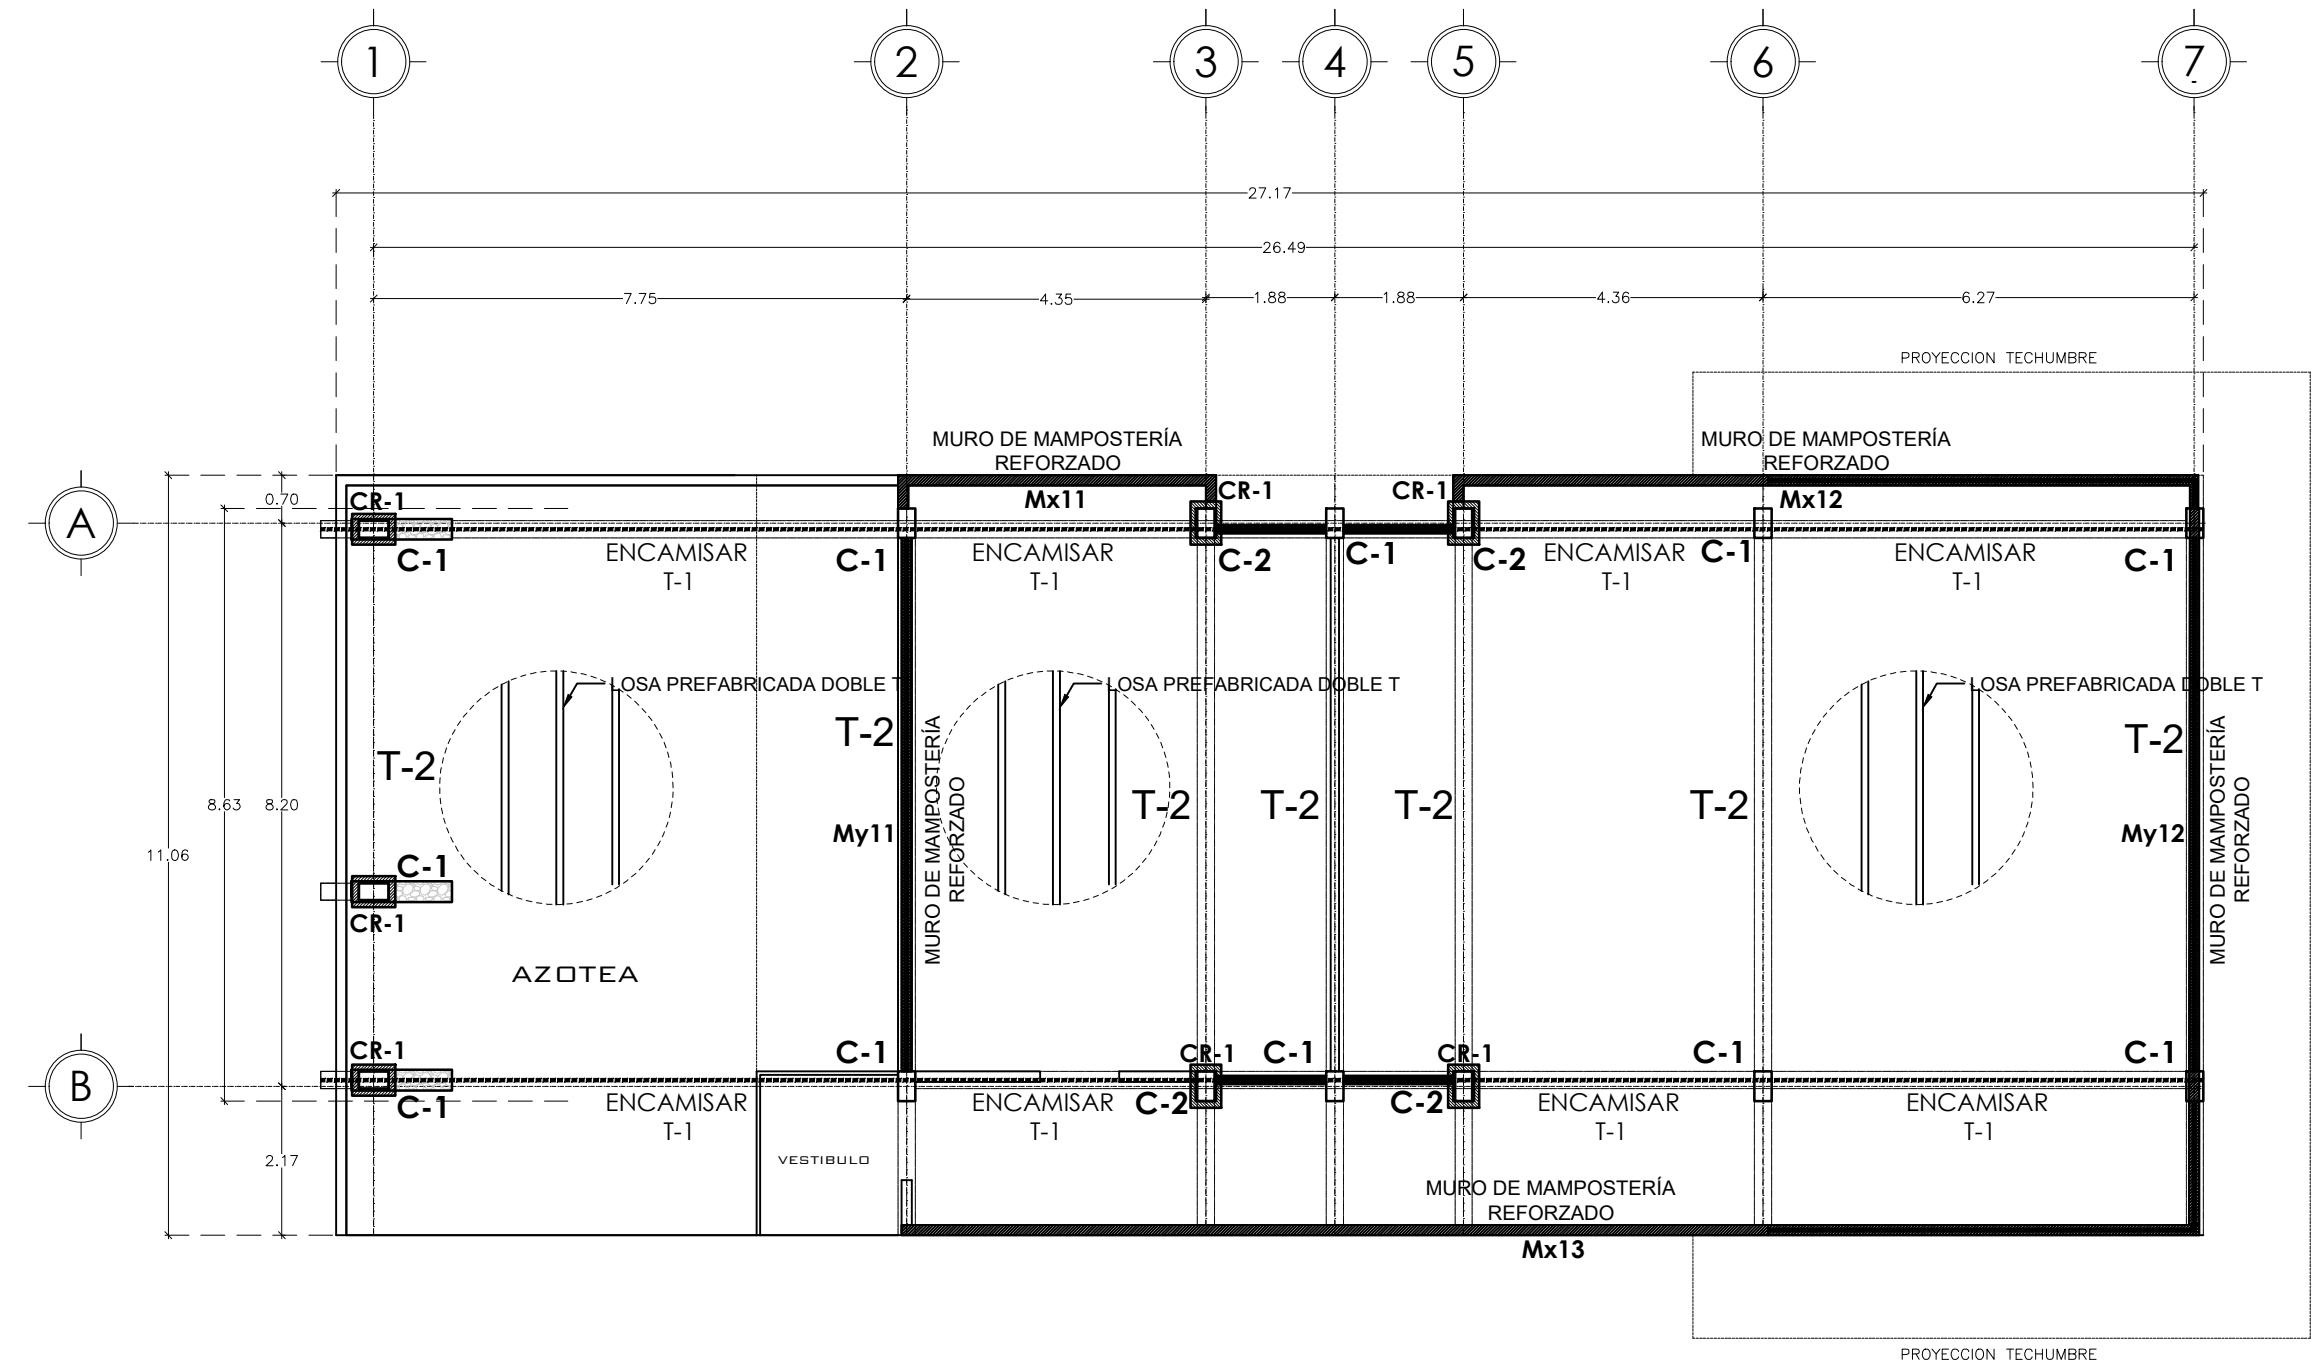 1 2 3 4 5 6 7
27.17
26.49
7.75 4.35 1.88 1.88 4.36 6.27
PROYECCION TECHUMBRE
MURO DE MAMPOSTERÍA
REFORZADO
MURO DE MAMPOSTERÍA
REFORZADO
0.70
CR-1 Mx11 CR-1 CR-1 Mx12
A
C-1 ENCAMISAR C-1 ENCAMISAR C-2 C-1 C-2 ENCAMISAR C-1 ENCAMISAR C-1
T-1 T-1 T-1 T-1
LOSA PREFABRICADA DOBLE T
LOSA PREFABRICADA DOBLE T
LOSA PREFABRICADA DOBLE T
T-2 T-2 T-2
T-2 T-2 T-2 T-2
8.63 8.20
My11 My12
MURO DE MAMPOSTERÍA
REFORZADO
MURO DE MAMPOSTERÍA
REFORZADO
11.06
C-1
CR-1
AZOTEA
CR-1 C-1 CR-1 C-1 CR-1 C-1 C-1
B
C-1 ENCAMISAR ENCAMISAR C-2 C-2 ENCAMISAR ENCAMISAR
T-1 T-1 T-1 T-1
2.17
VESTIBULO
MURO DE MAMPOSTERÍA
REFORZADO
Mx13
PROYECCION TECHUMBRE